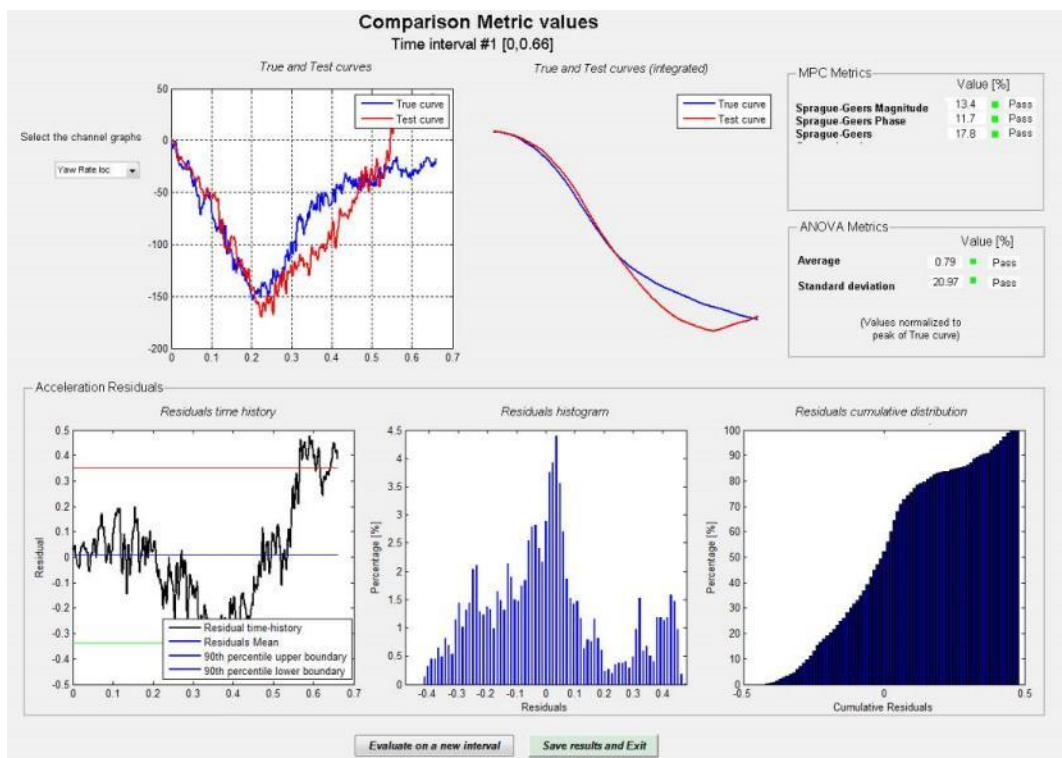 Comparison Metric values
Time interval #1 [0,0.66]
True and Test curves
True and Test curves (integrated)
Select the channel graphs
Yaw Rate loc
50
0
-50
-100
-150
-200
0 0.1 0.2 0.3 0.4 0.5 0.6 0.7
True curve
Test curve
True curve
Test curve
MPC Metrics
Value [%]
Sprague-Geers Magnitude 13.4 Pass
Sprague-Geers Phase 11.7 Pass
Sprague-Geers 17.8 Pass
ANOVA Metrics
Value [%]
Average 0.79 Pass
Standard deviation 20.97 Pass
(Values normalized to
peak of True curve)
Acceleration Residuals
Residuals time history
Residual
0.5
0.4
0.3
0.2
0.1
0
-0.1
-0.2
-0.3
-0.4
-0.5
0 0.1 0.2 0.3 0.4 0.5 0.6 0.7
Residual time-history
Residuals Mean
90th percentile upper boundary
90th percentile lower boundary
Residuals histogram
Percentage [%]
4.5
4
3.5
3
2.5
2
1.5
1
0.5
0
-0.4 -0.3 -0.2 -0.1 0 0.1 0.2 0.3 0.4
Residuals
Residuals cumulative distribution
Percentage [%]
100
90
80
70
60
50
40
30
20
10
0
-0.5 0 0.5
Cumulative Residuals
Evaluate on a new interval
Save results and Exit